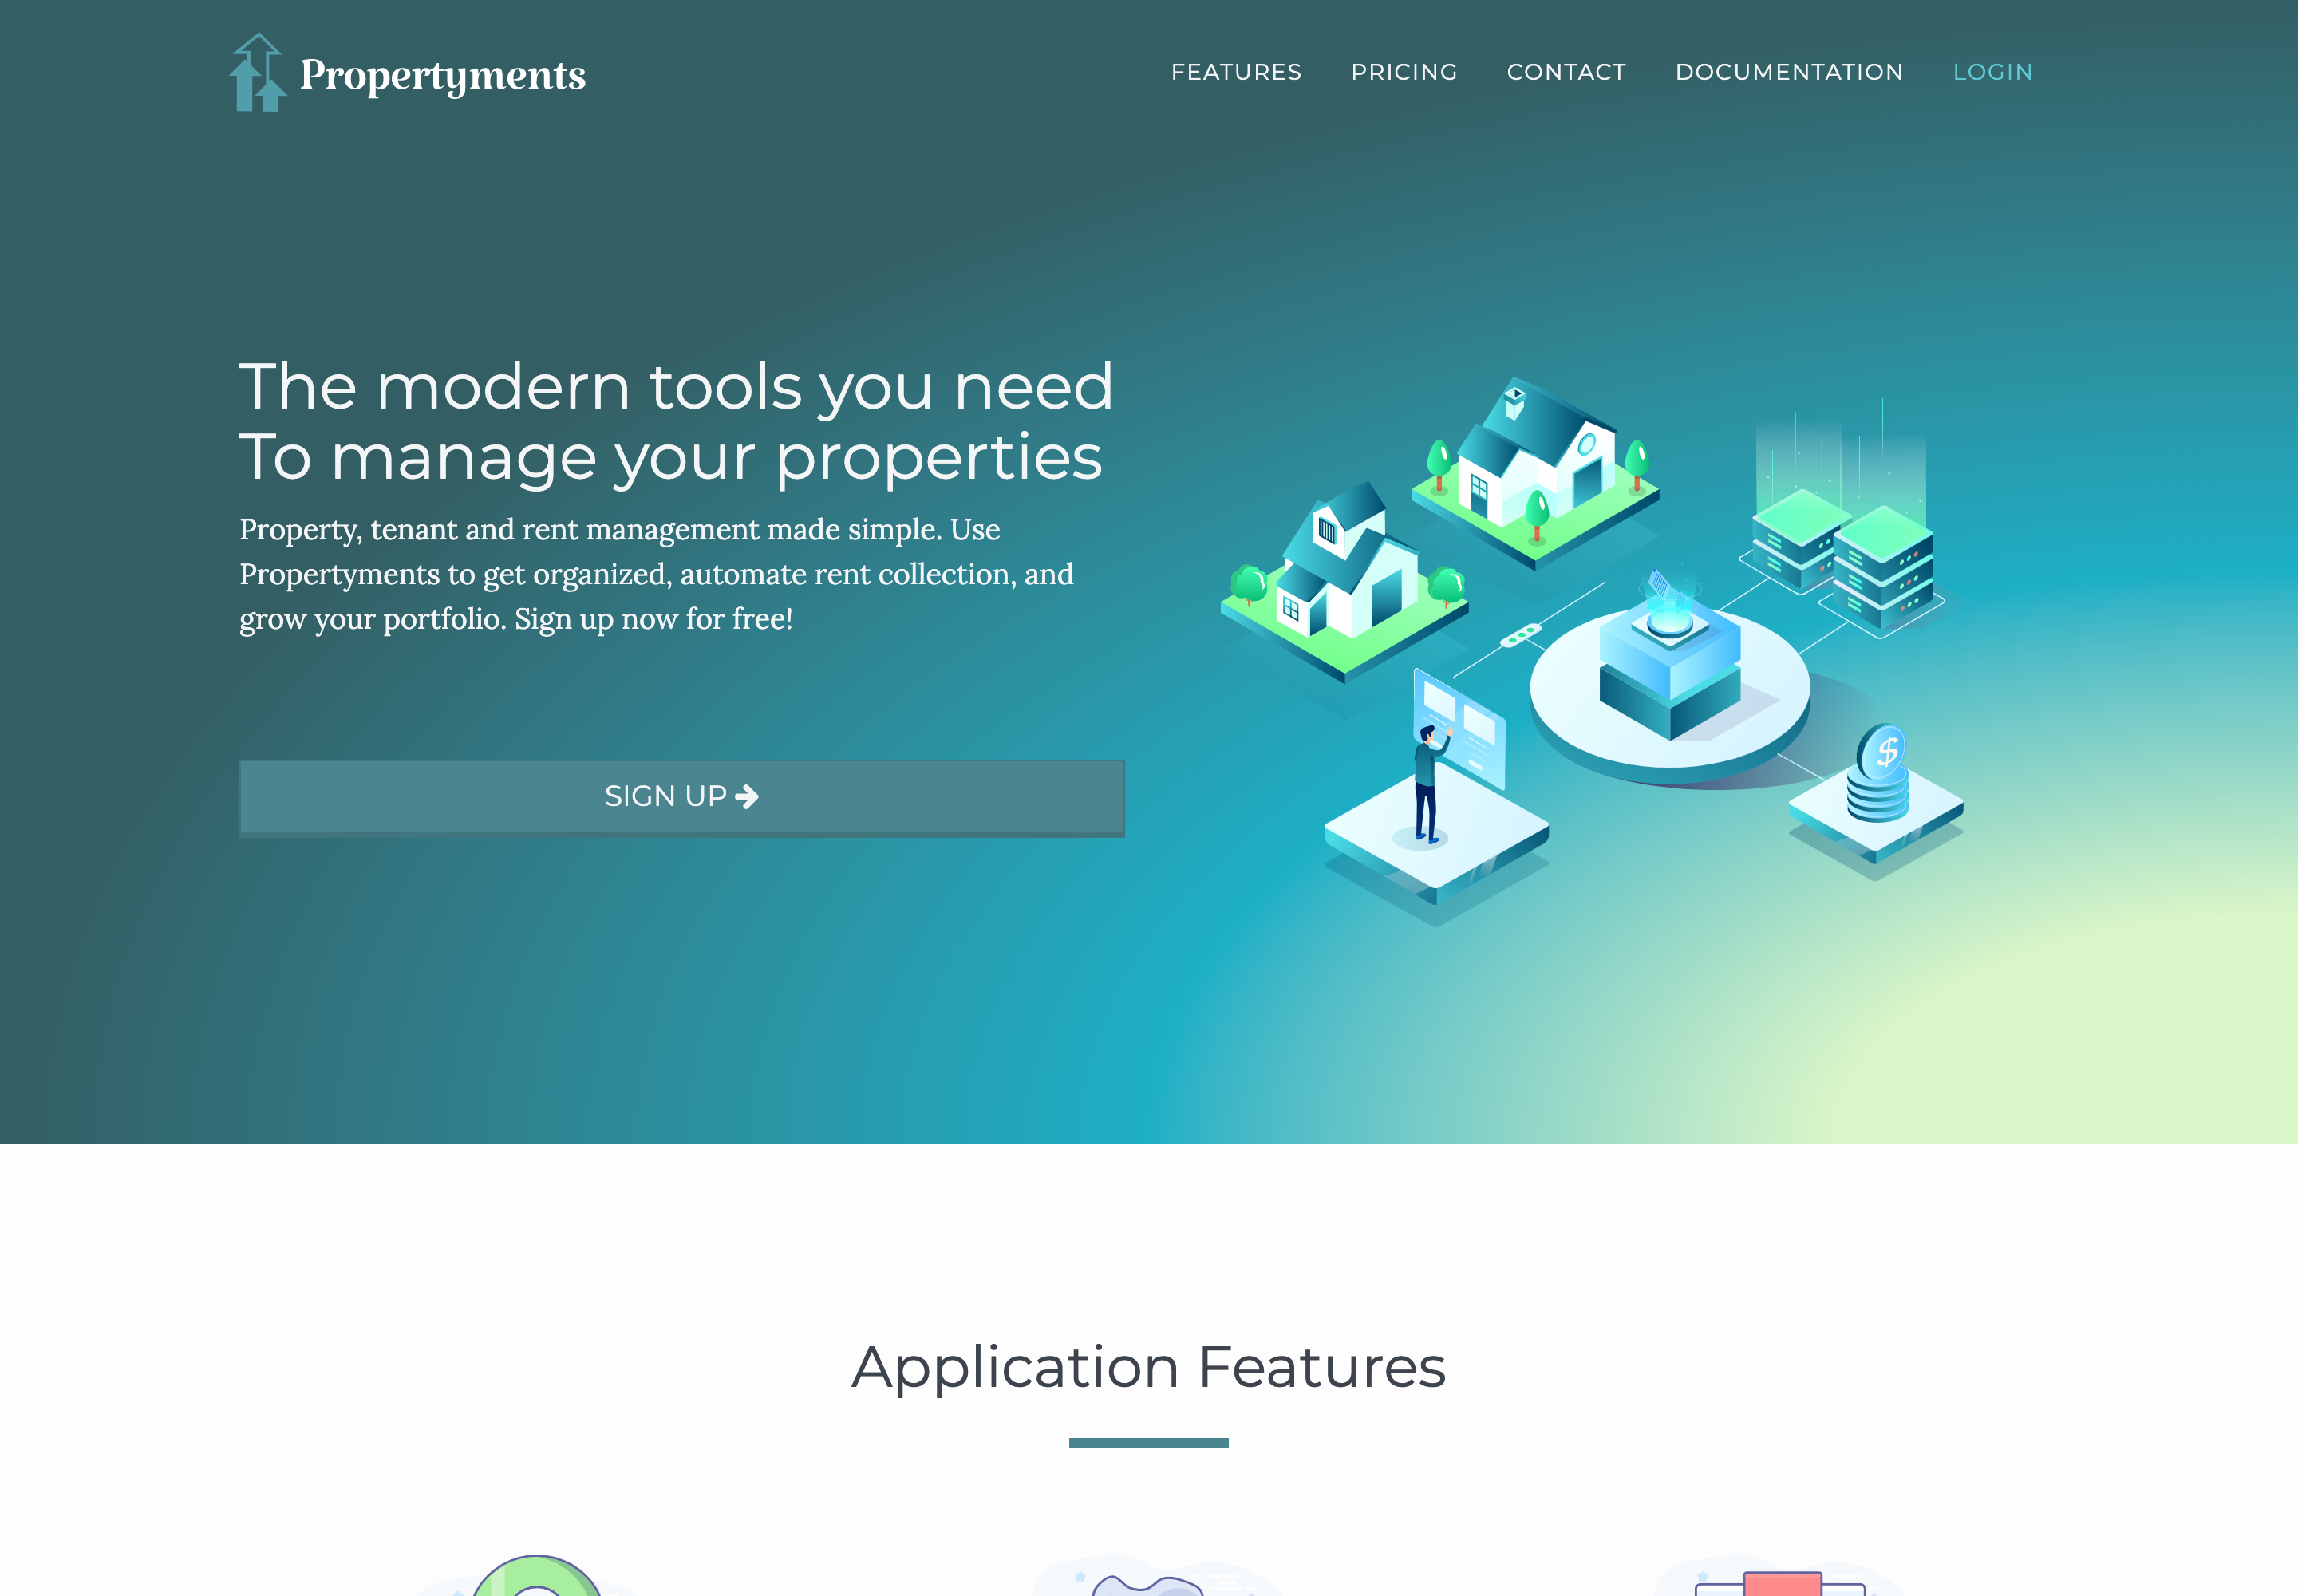 Propertyments
FEATURES PRICING CONTACT DOCUMENTATION LOGIN
The modern tools you need
To manage your properties
Property, tenant and rent management made simple. Use
Propertyments to get organized, automate rent collection, and
grow your portfolio. Sign up now for free!
$
SIGN UP
Application Features